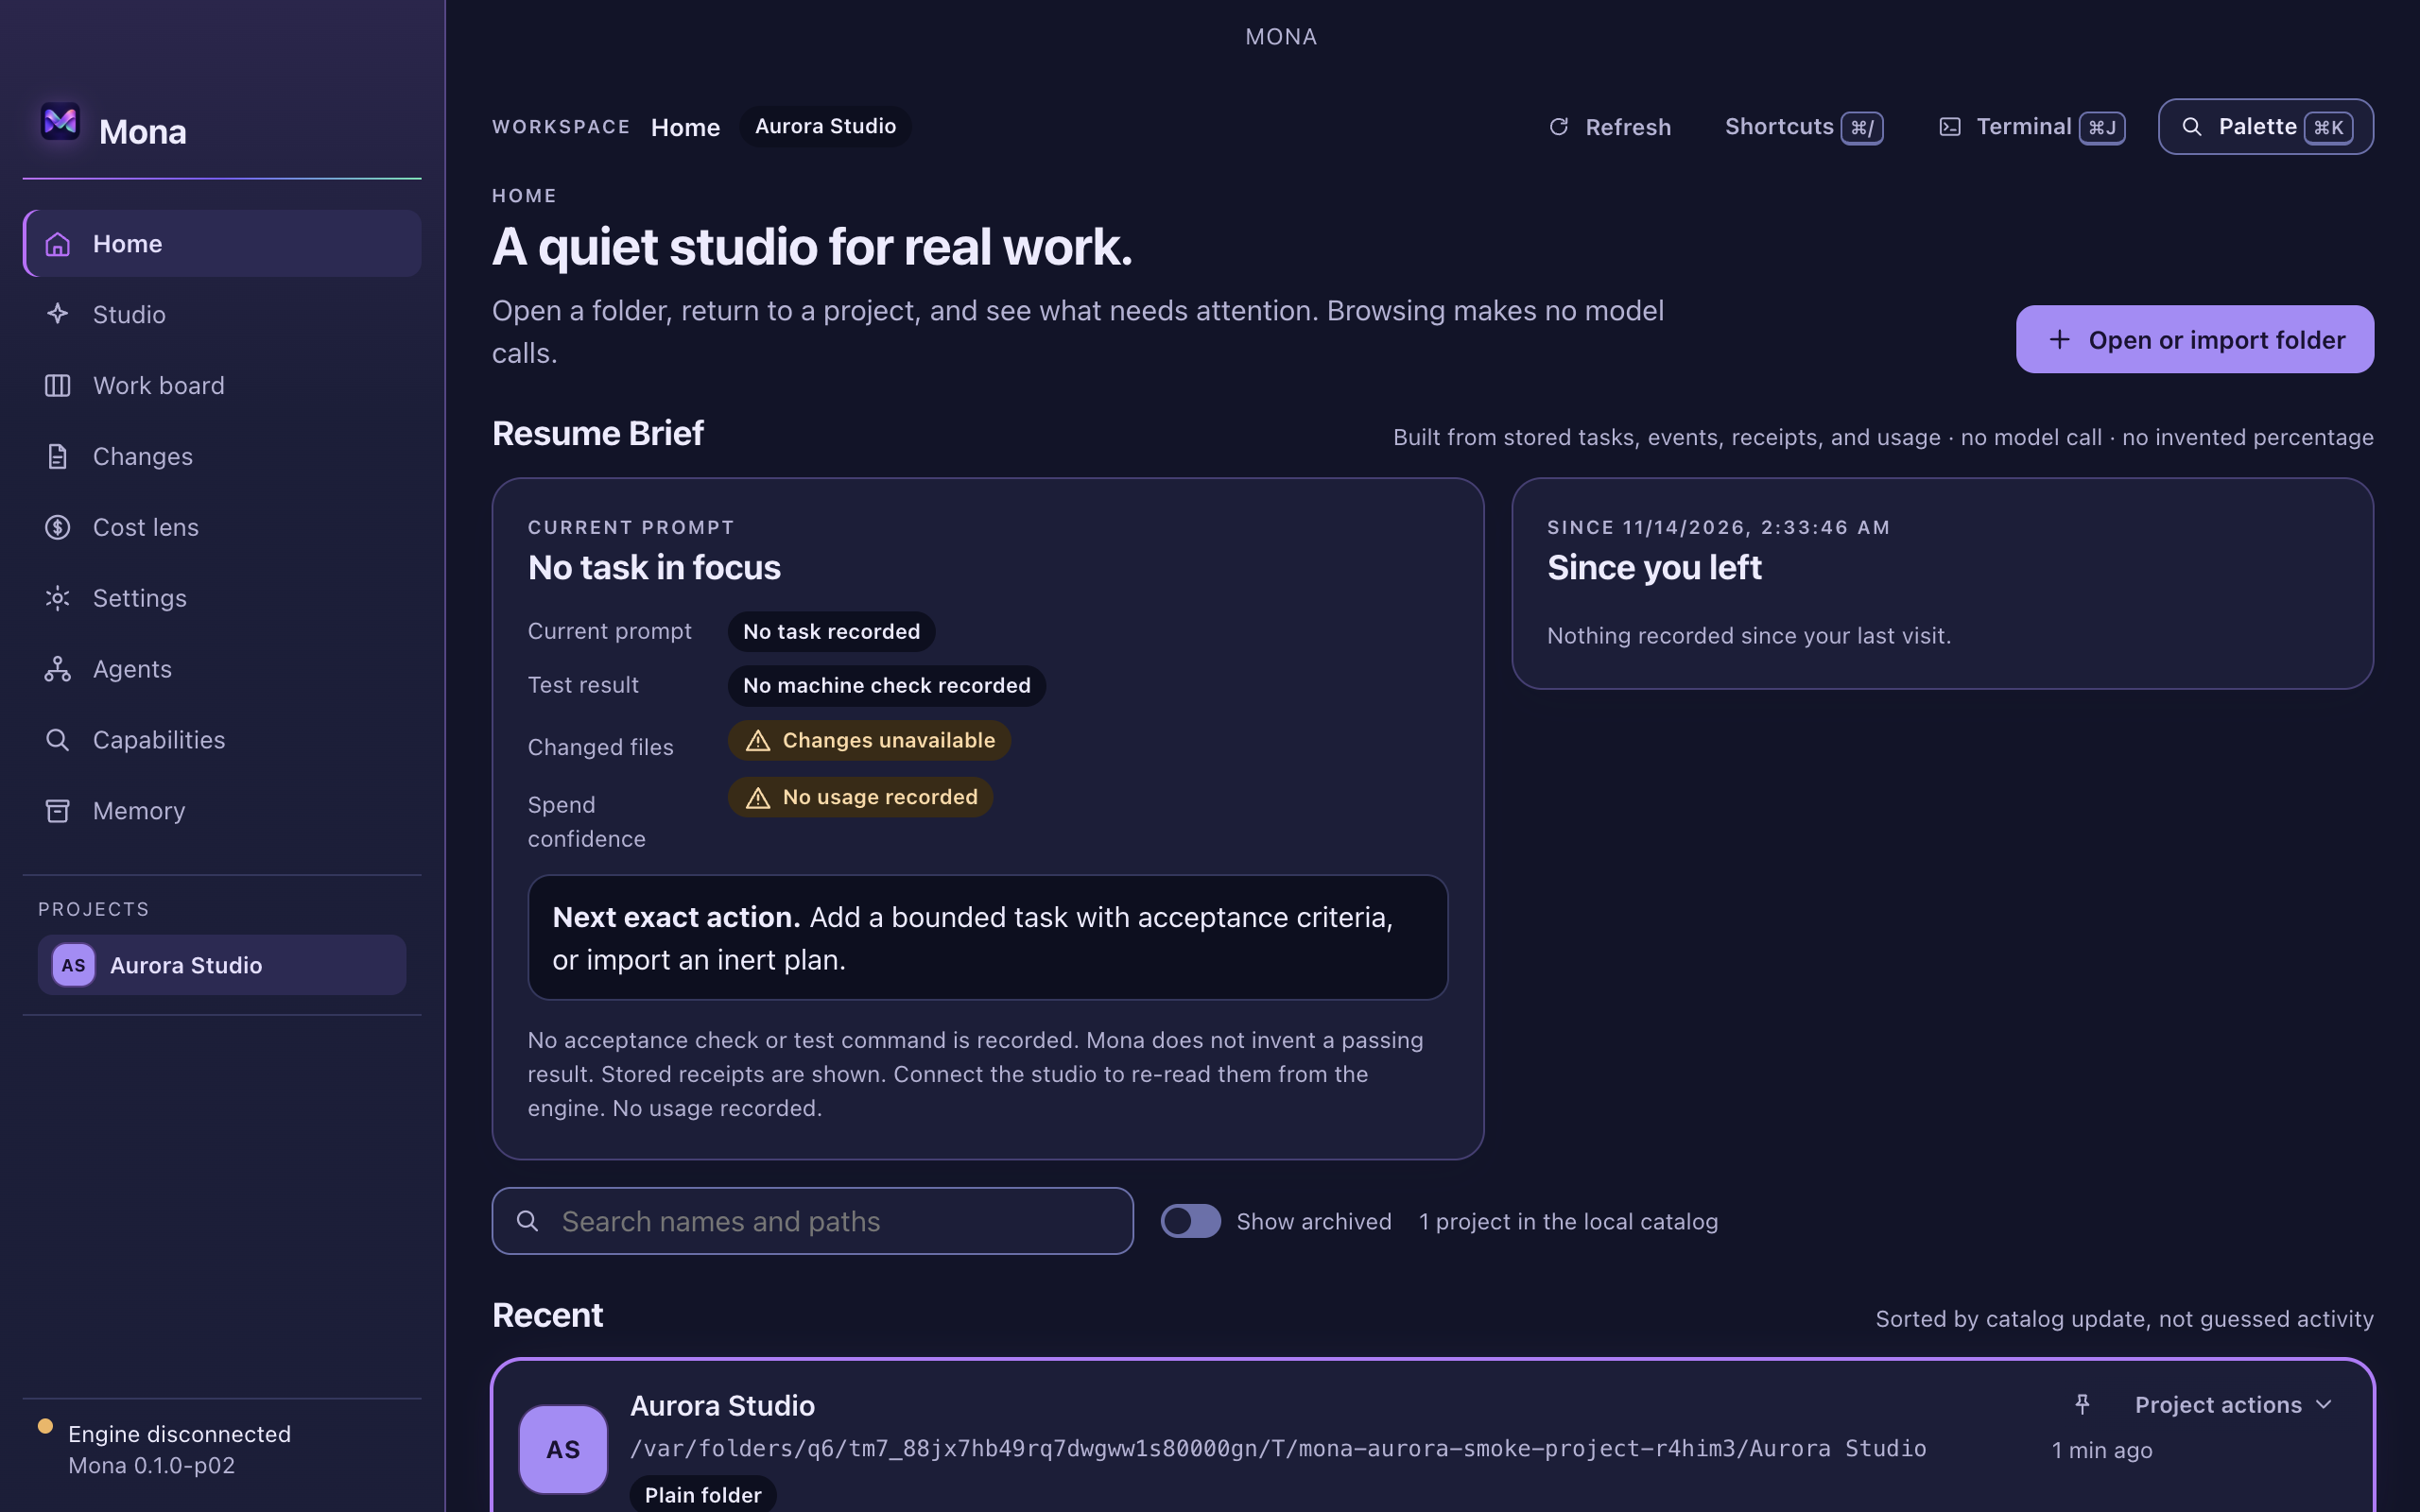 MONA
Mona
Home
Studio
Work board
Changes
Cost lens
Settings
Agents
Capabilities
Memory
PROJECTS
AS Aurora Studio
Engine disconnected
Mona 0.1.0-p02
WORKSPACE Home Aurora Studio
Refresh Shortcuts ⌘/ Terminal ⌘J Palette ⌘K
HOME
A quiet studio for real work.
Open a folder, return to a project, and see what needs attention. Browsing makes no model
calls.
Open or import folder
Resume Brief
Built from stored tasks, events, receipts, and usage · no model call · no invented percentage
CURRENT PROMPT
No task in focus
Current prompt No task recorded
Test result No machine check recorded
Changed files Changes unavailable
Spend
confidence
No usage recorded
Next exact action. Add a bounded task with acceptance criteria,
or import an inert plan.
No acceptance check or test command is recorded. Mona does not invent a passing
result. Stored receipts are shown. Connect the studio to re-read them from the
engine. No usage recorded.
SINCE 11/14/2026, 2:33:46 AM
Since you left
Nothing recorded since your last visit.
Search names and paths
Show archived
1 project in the local catalog
Recent
Sorted by catalog update, not guessed activity
AS
Aurora Studio
/var/folders/q6/tm7_88jx7hb49rq7dwgww1s80000gn/T/mona-aurora-smoke-project-r4him3/Aurora Studio
Plain folder
Project actions
1 min ago